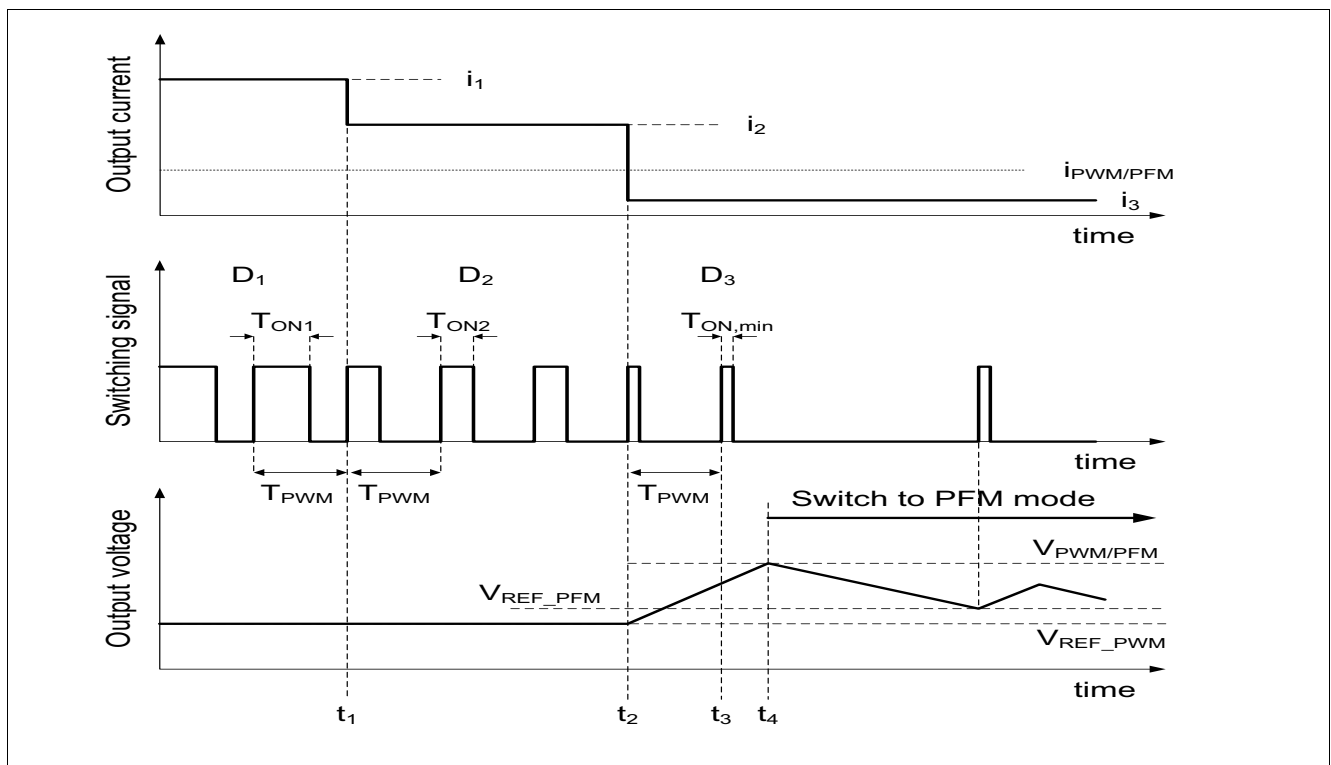 Output current
i₁
i₂
iPWM/PFM
i₃
time
Switching signal
D₁
D₂
D₃
TON1
TON2
TON,min
time
TPWM
TPWM
TPWM
Output voltage
Switch to PFM mode
VPWM/PFM
VREF_PFM
VREF_PWM
time
t₁
t₂
t₃
t₄